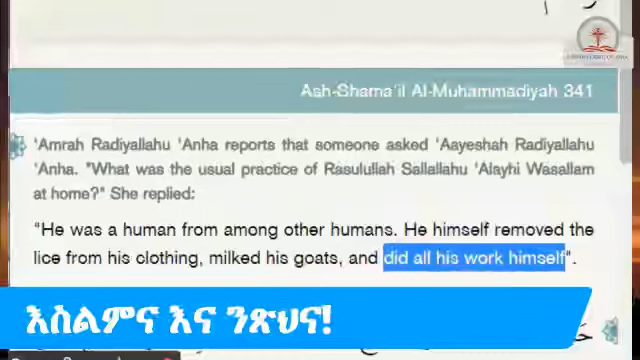 Ash-Shama'il Al-Muhammadiyah 341
'Amrah Radiyallahu 'Anha reports that someone asked 'Aayeshah Radiyallahu
'Anha. "What was the usual practice of Rasulullah Sallallahu 'Alayhi Wasallam
at home?" She replied:
"He was a human from among other humans. He himself removed the
lice from his clothing, milked his goats, and did all his work himself".
እስልምና እና ንጽህና!